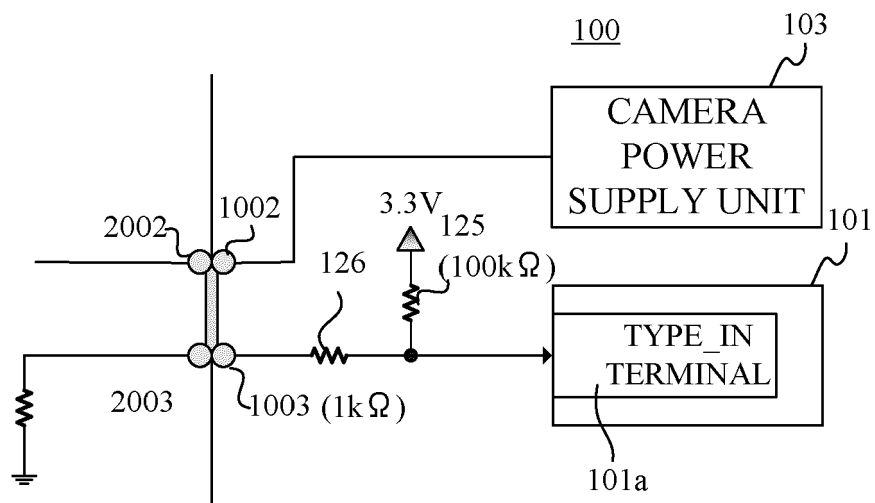 100
103
CAMERA
POWER
SUPPLY UNIT
2002
1002
3.3V
125
(100kΩ)
101
126
TYPE_IN
TERMINAL
2003
1003 (1kΩ)
101a